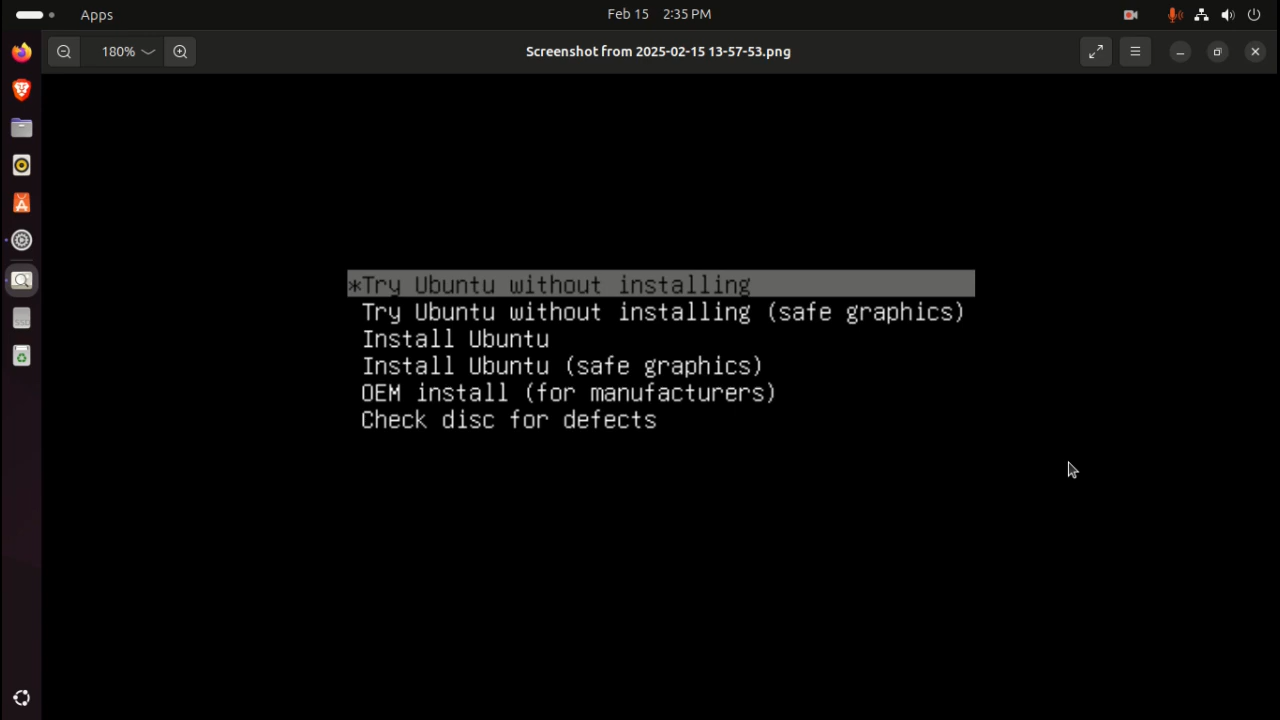 Apps
Feb 15 2:35 PM
180%
Screenshot from 2025-02-15 13-57-53.png
*Try Ubuntu without installing
Try Ubuntu without installing (safe graphics)
Install Ubuntu
Install Ubuntu (safe graphics)
OEM install (for manufacturers)
Check disc for defects